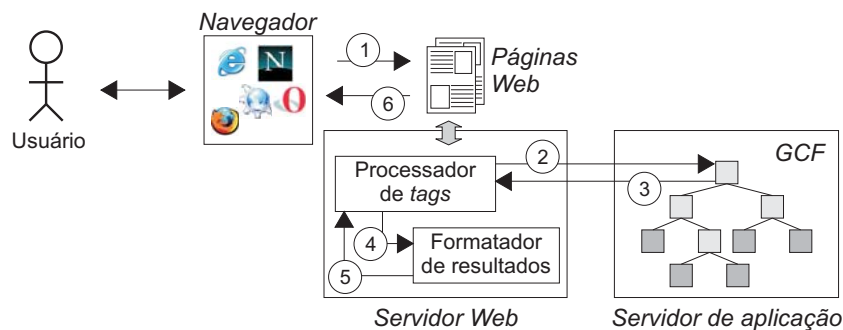 Navegador
N
1
6
Páginas
Web
Usuário
Processador
de tags
2
3
GCF
4
5
Formatador
de resultados
Servidor Web
Servidor de aplicação